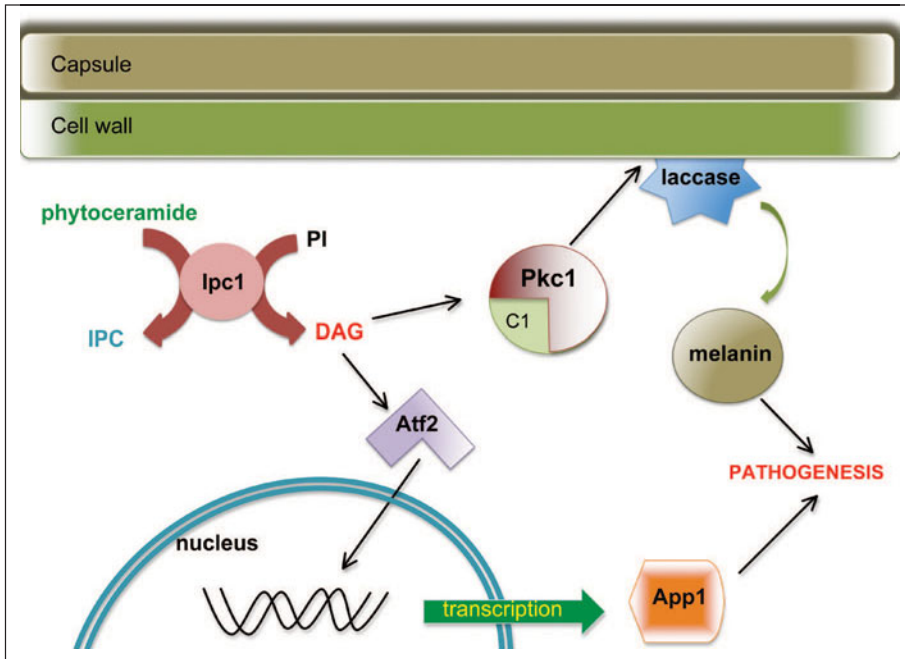 Capsule
Cell wall
laccase
phytoceramide
PI
Ipc1
Pkc1
C1
IPC
DAG
melanin
Atf2
PATHOGENESIS
nucleus
transcription
App1